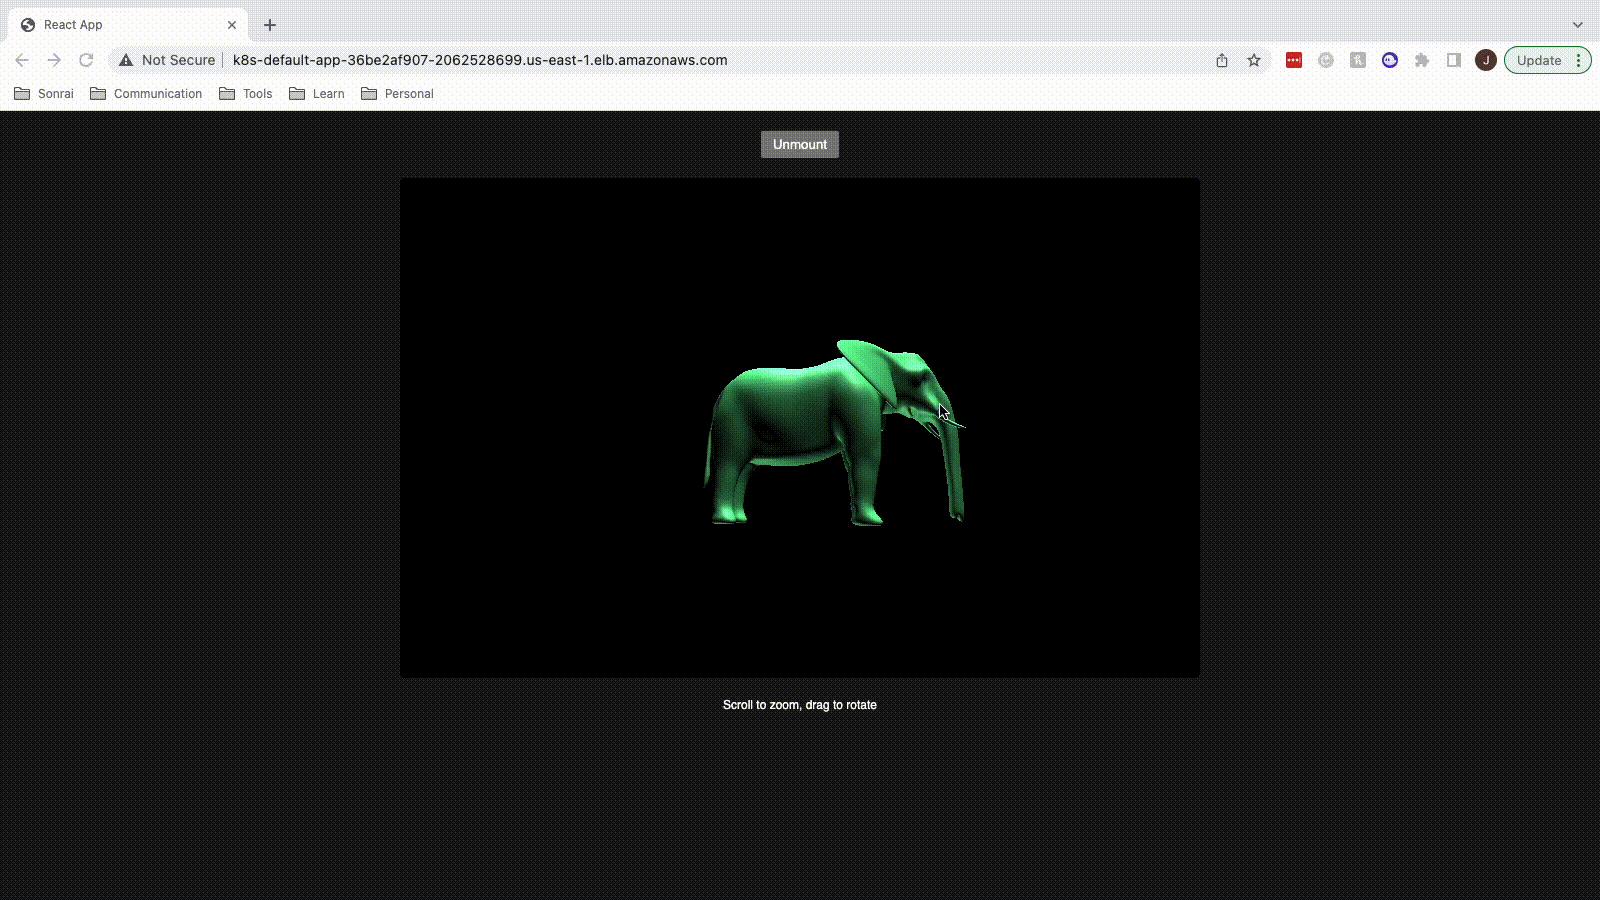 React App
Not Secure
k8s-default-app-36be2af907-2062528699.us-east-1.elb.amazonaws.com
J
Update
Sonrai
Communication
Tools
Learn
Personal
Unmount
Scroll to zoom, drag to rotate